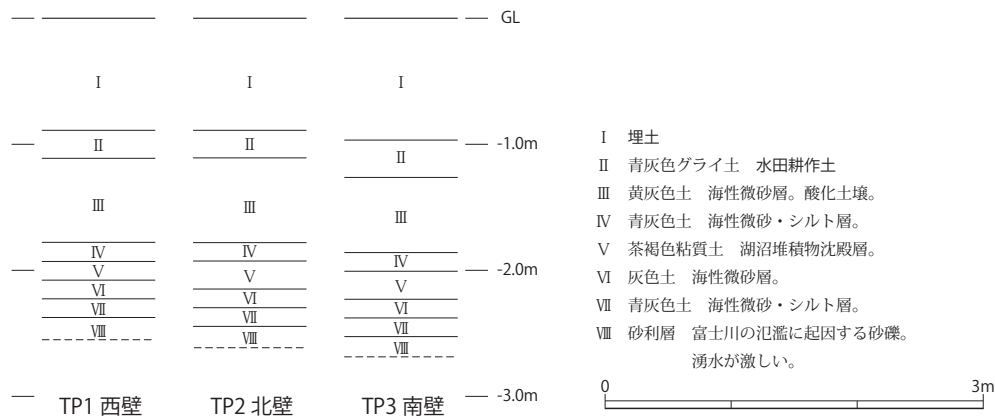 GL
Ⅰ Ⅰ Ⅰ
Ⅱ Ⅱ -1.0m
Ⅱ
Ⅲ Ⅲ Ⅲ
Ⅳ Ⅳ Ⅳ
Ⅴ Ⅴ -2.0m
Ⅴ
Ⅵ Ⅵ Ⅵ
Ⅶ Ⅶ Ⅶ
Ⅷ Ⅷ Ⅷ
TP1 西壁 TP2 北壁 TP3 南壁 -3.0m
Ⅰ 埋土
Ⅱ 青灰色グライ土 水田耕作土
Ⅲ 黄灰色土 海性微砂層。酸化土壌。
Ⅳ 青灰色土 海性微砂・シルト層。
Ⅴ 茶褐色粘質土 湖沼堆積物沈殿層。
Ⅵ 灰色土 海性微砂層。
Ⅶ 青灰色土 海性微砂・シルト層。
Ⅷ 砂利層 富士川の氾濫に起因する砂礫。
湧水が激しい。
0 3m